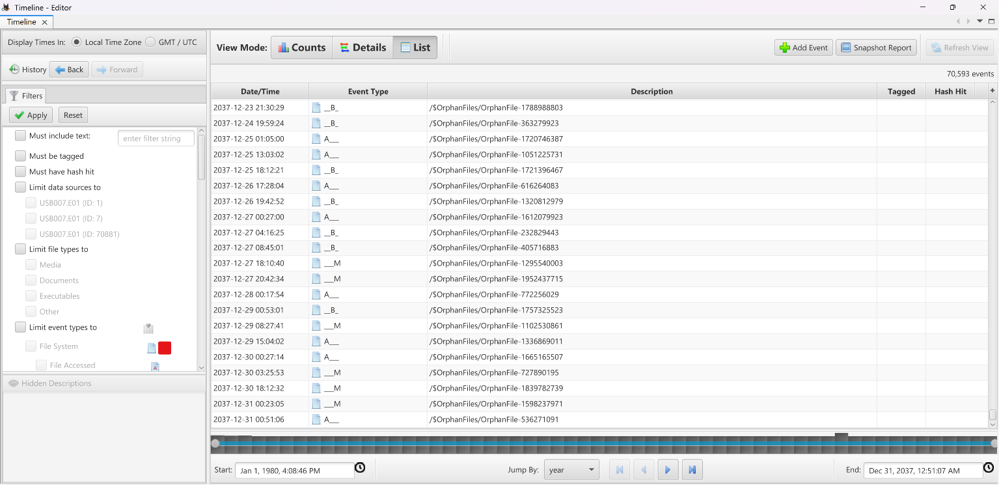 Timeline - Editor
Timeline
Display Times In: Local Time Zone GMT / UTC
History Back Forward
Filters
Apply Reset
Must include text: enter filter string
Must be tagged
Must have hash hit
Limit data sources to
USB007.E01 (ID: 1)
USB007.E01 (ID: 7)
USB007.E01 (ID: 70881)
Limit file types to
Media
Documents
Executables
Other
Limit event types to
File System
File Accessed
Hidden Descriptions
View Mode: Counts Details List
Add Event Snapshot Report Refresh View
70,593 events
Date/Time Event Type Description Tagged Hash Hit +
2037-12-23 21:30:29 __B_ /$OrphanFiles/OrphanFile-1788988803
2037-12-24 19:59:24 __B_ /$OrphanFiles/OrphanFile-363279923
2037-12-25 01:05:00 A___ /$OrphanFiles/OrphanFile-1720746387
2037-12-25 13:03:02 A___ /$OrphanFiles/OrphanFile-1051225731
2037-12-25 18:12:21 __B_ /$OrphanFiles/OrphanFile-1721396467
2037-12-26 17:28:04 A___ /$OrphanFiles/OrphanFile-616264083
2037-12-26 19:42:52 __B_ /$OrphanFiles/OrphanFile-1320812979
2037-12-27 00:27:00 A___ /$OrphanFiles/OrphanFile-1612079923
2037-12-27 04:16:25 __B_ /$OrphanFiles/OrphanFile-232829443
2037-12-27 08:45:01 __B_ /$OrphanFiles/OrphanFile-405716883
2037-12-27 18:10:40 ___M /$OrphanFiles/OrphanFile-1295540003
2037-12-27 20:42:34 ___M /$OrphanFiles/OrphanFile-1952437715
2037-12-28 00:17:54 A___ /$OrphanFiles/OrphanFile-772256029
2037-12-29 00:53:01 __B_ /$OrphanFiles/OrphanFile-1757325523
2037-12-29 08:27:41 ___M /$OrphanFiles/OrphanFile-1102530861
2037-12-29 15:04:02 A___ /$OrphanFiles/OrphanFile-1336869011
2037-12-30 00:27:14 A___ /$OrphanFiles/OrphanFile-1665165507
2037-12-30 03:25:53 ___M /$OrphanFiles/OrphanFile-727890195
2037-12-30 18:12:32 ___M /$OrphanFiles/OrphanFile-1839782739
2037-12-31 00:23:05 ___M /$OrphanFiles/OrphanFile-1598237971
2037-12-31 00:51:06 A___ /$OrphanFiles/OrphanFile-536271091
Start: Jan 1, 1980, 4:08:46 PM Jump By: year End: Dec 31, 2037, 12:51:07 AM